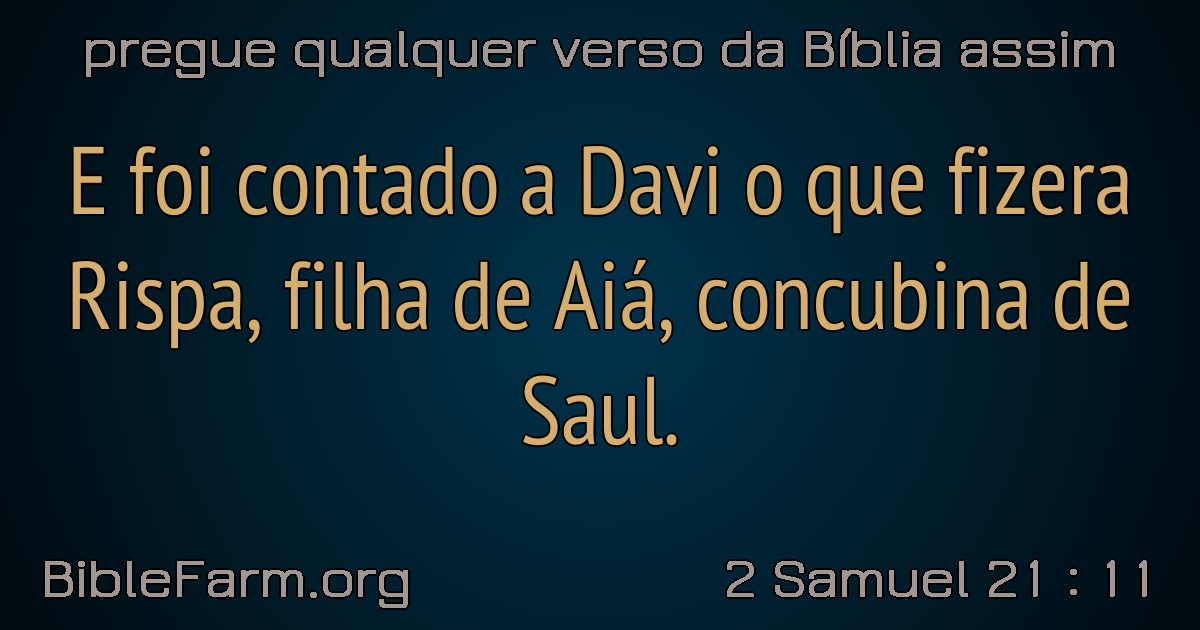 pregue qualquer verso da Bíblia assim
E foi contado a Davi o que fizera
Rispa, filha de Aiá, concubina de
Saul.
BibleFarm.org
2 Samuel 21 : 11